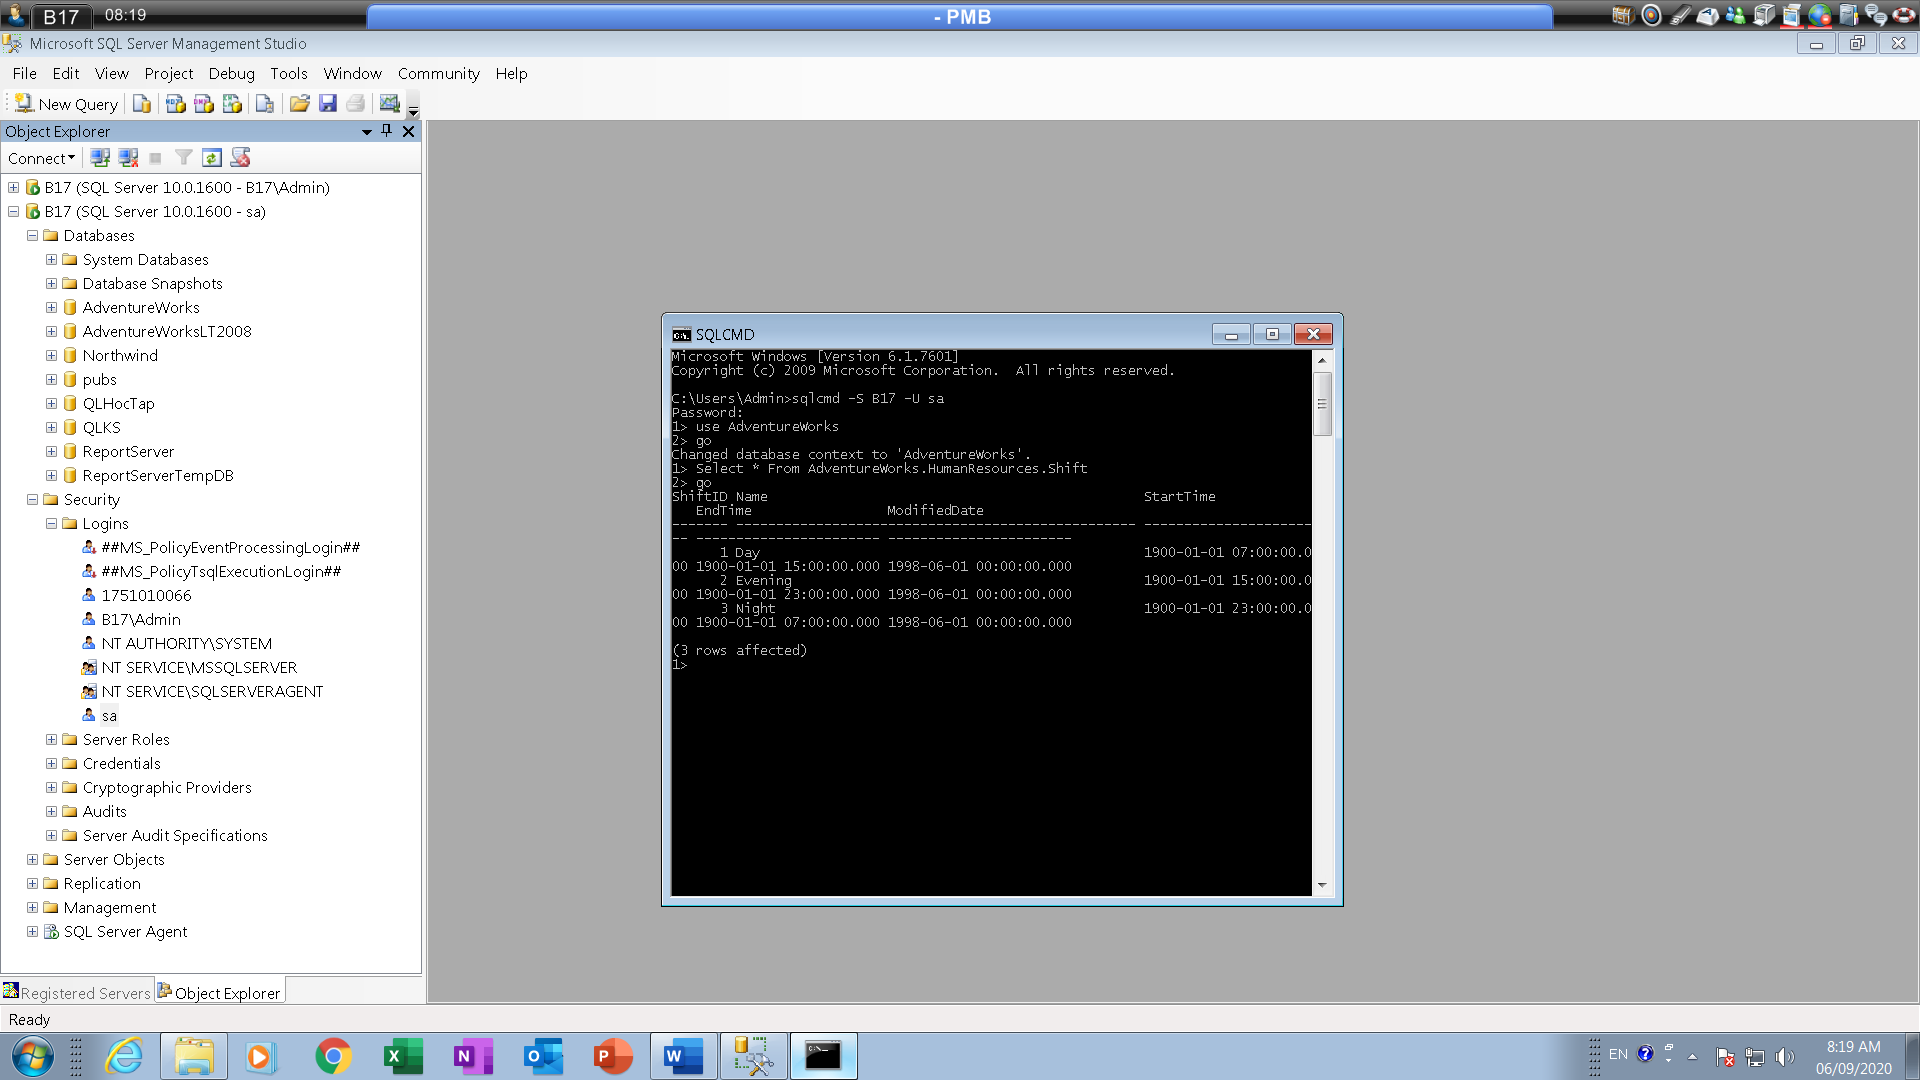 B17
08:19
- PMB
Microsoft SQL Server Management Studio
File Edit View Project Debug Tools Window Community Help
New Query
Object Explorer
Connect
B17 (SQL Server 10.0.1600 - B17\Admin)
B17 (SQL Server 10.0.1600 - sa)
Databases
System Databases
Database Snapshots
AdventureWorks
AdventureWorksLT2008
Northwind
pubs
QLHocTap
QLKS
ReportServer
ReportServerTempDB
Security
Logins
##MS_PolicyEventProcessingLogin##
##MS_PolicyTsqlExecutionLogin##
1751010066
B17\Admin
NT AUTHORITY\SYSTEM
NT SERVICE\MSSQLSERVER
NT SERVICE\SQLSERVERAGENT
sa
Server Roles
Credentials
Cryptographic Providers
Audits
Server Audit Specifications
Server Objects
Replication
Management
SQL Server Agent
Registered Servers
Object Explorer
SQLCMD
Microsoft Windows [Version 6.1.7601]
Copyright (c) 2009 Microsoft Corporation.  All rights reserved.
C:\Users\Admin>sqlcmd -S B17 -U sa
Password:
1> use AdventureWorks
2> go
Changed database context to 'AdventureWorks'.
1> Select * From AdventureWorks.HumanResources.Shift
2> go
ShiftID Name                                               StartTime
   EndTime                 ModifiedDate
------- -------------------------------------------------- ---------------------
-- ----------------------- -----------------------
      1 Day                                                1900-01-01 07:00:00.0
00 1900-01-01 15:00:00.000 1998-06-01 00:00:00.000
      2 Evening                                            1900-01-01 15:00:00.0
00 1900-01-01 23:00:00.000 1998-06-01 00:00:00.000
      3 Night                                              1900-01-01 23:00:00.0
00 1900-01-01 07:00:00.000 1998-06-01 00:00:00.000
(3 rows affected)
1>
Ready
EN
8:19 AM
06/09/2020